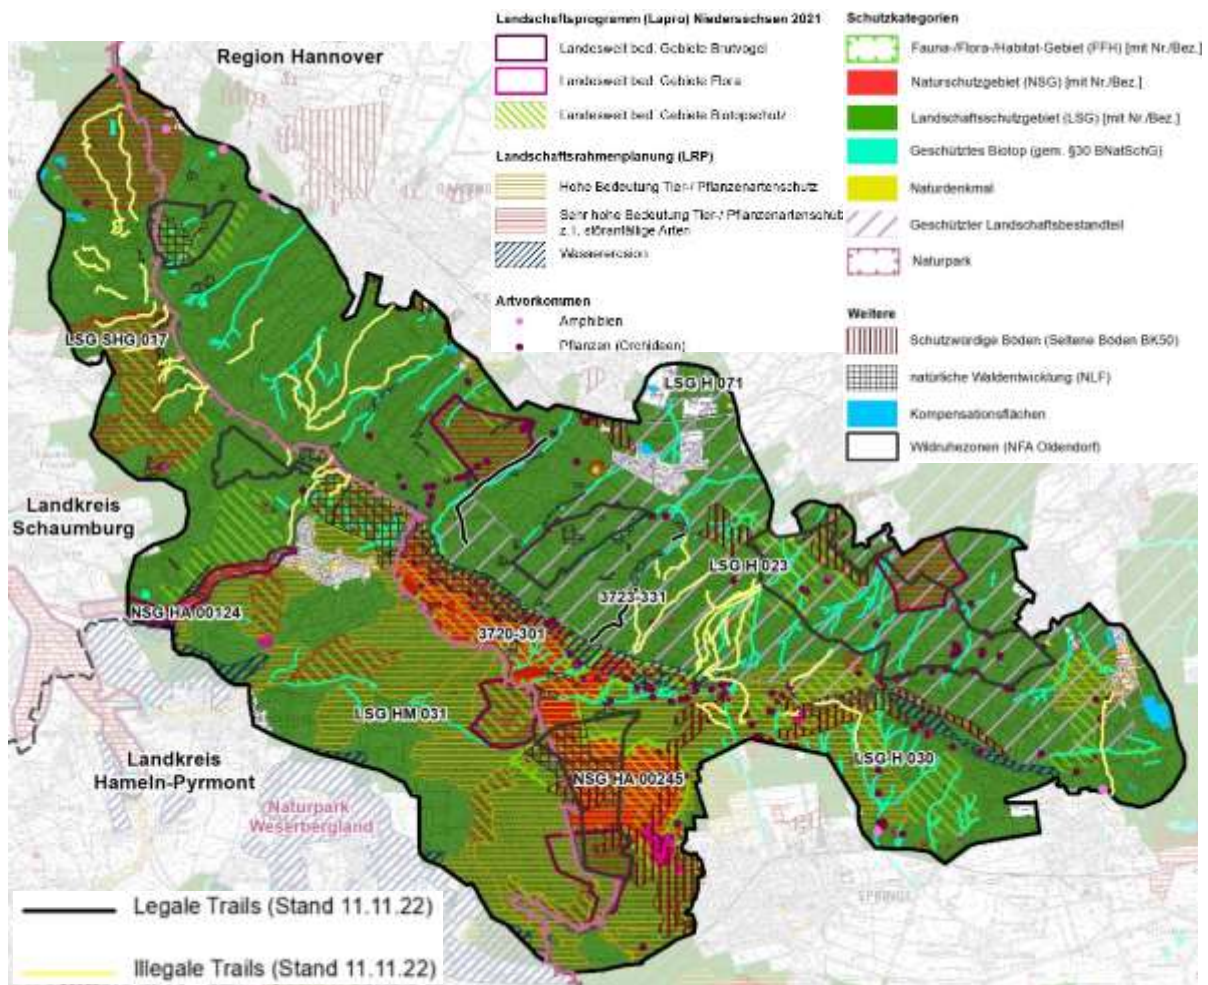 Landschaftsprogramm (Lapro) Niedersachsen 2021
Landesweit bed. Gebiete Brutvögel
Landesweit bed. Gebiete Flora
Landesweit bed. Gebiete Biotopschutz
Landschaftsrahmenplanung (LRP)
Hohe Bedeutung Tier-/ Pflanzenartenschutz
Sehr hohe Bedeutung Tier-/ Pflanzenartenschutz
z.T. störanfällige Arten
Wassererosion
Artvorkommen
Amphibien
Pflanzen (Orchideen)
Schutzkategorien
Fauna-/Flora-/Habitat-Gebiet (FFH) [mit Nr./Bez.]
Naturschutzgebiet (NSG) [mit Nr./Bez.]
Landschaftsschutzgebiet (LSG) [mit Nr./Bez.]
Geschütztes Biotop (gem. §30 BNatSchG)
Naturdenkmal
Geschützter Landschaftsbestandteil
Naturpark
Weitere
Schutzwürdige Böden (Seltene Böden BK50)
natürliche Waldentwicklung (NLF)
Kompensationsflächen
Wildruhezonen (NFA Oldendorf)
Region Hannover
LSG SHG 017
LSG H 071
Landkreis
Schaumburg
LSG H 023
3723-331
NSG HA 00124
3720-301
LSG HM 031
LSG H 030
Landkreis
Hameln-Pyrmont
NSG HA 00245
Naturpark
Weserbergland
SPRINGE
Legale Trails (Stand 11.11.22)
Illegale Trails (Stand 11.11.22)